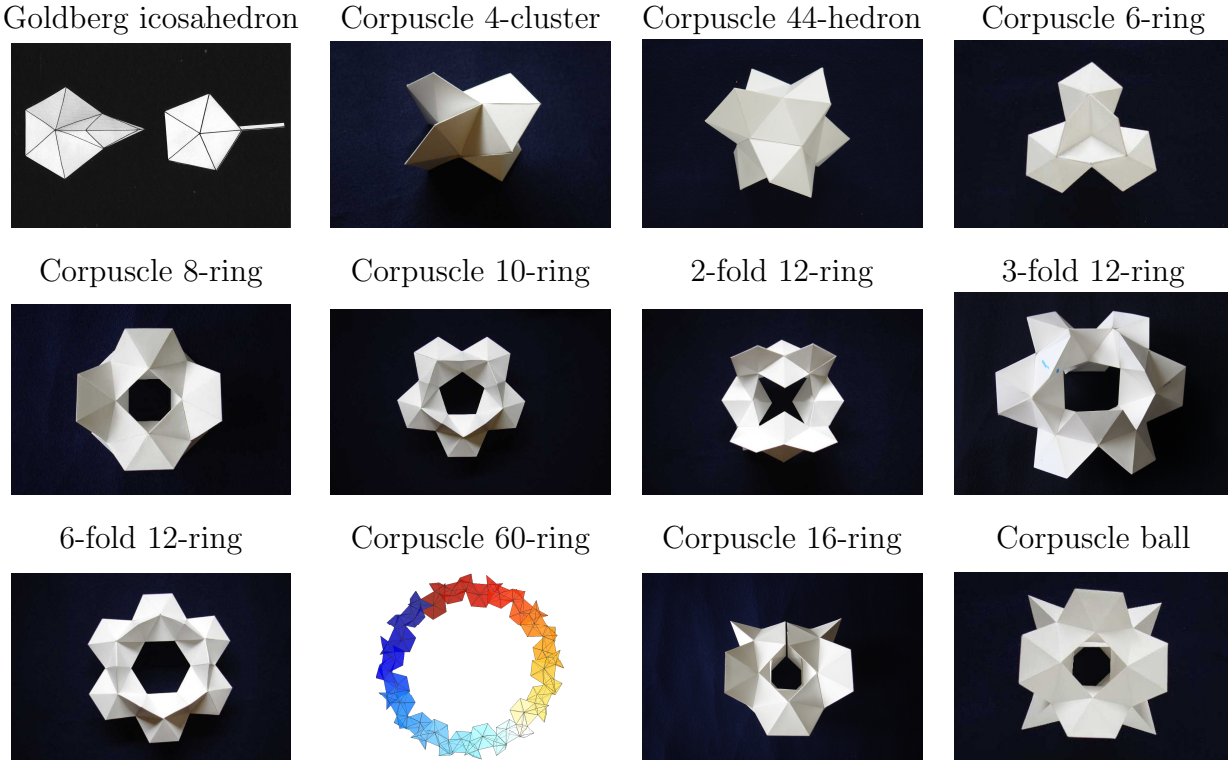 Goldberg icosahedron
Corpuscle 4-cluster
Corpuscle 44-hedron
Corpuscle 6-ring
Corpuscle 8-ring
Corpuscle 10-ring
2-fold 12-ring
3-fold 12-ring
6-fold 12-ring
Corpuscle 60-ring
Corpuscle 16-ring
Corpuscle ball